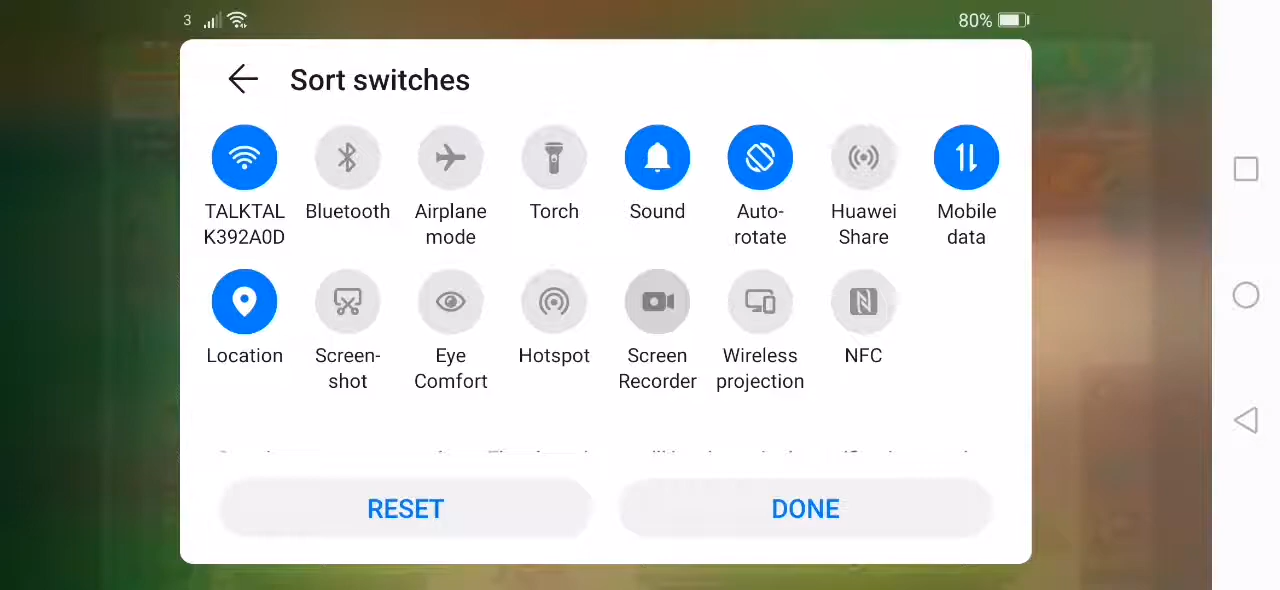 3
80%
Sort switches
TALKTAL Bluetooth Airplane Torch Sound Auto- Huawei Mobile
K392A0D mode rotate Share data
Location Screen- Eye Hotspot Screen Wireless NFC
shot Comfort Recorder projection
RESET DONE